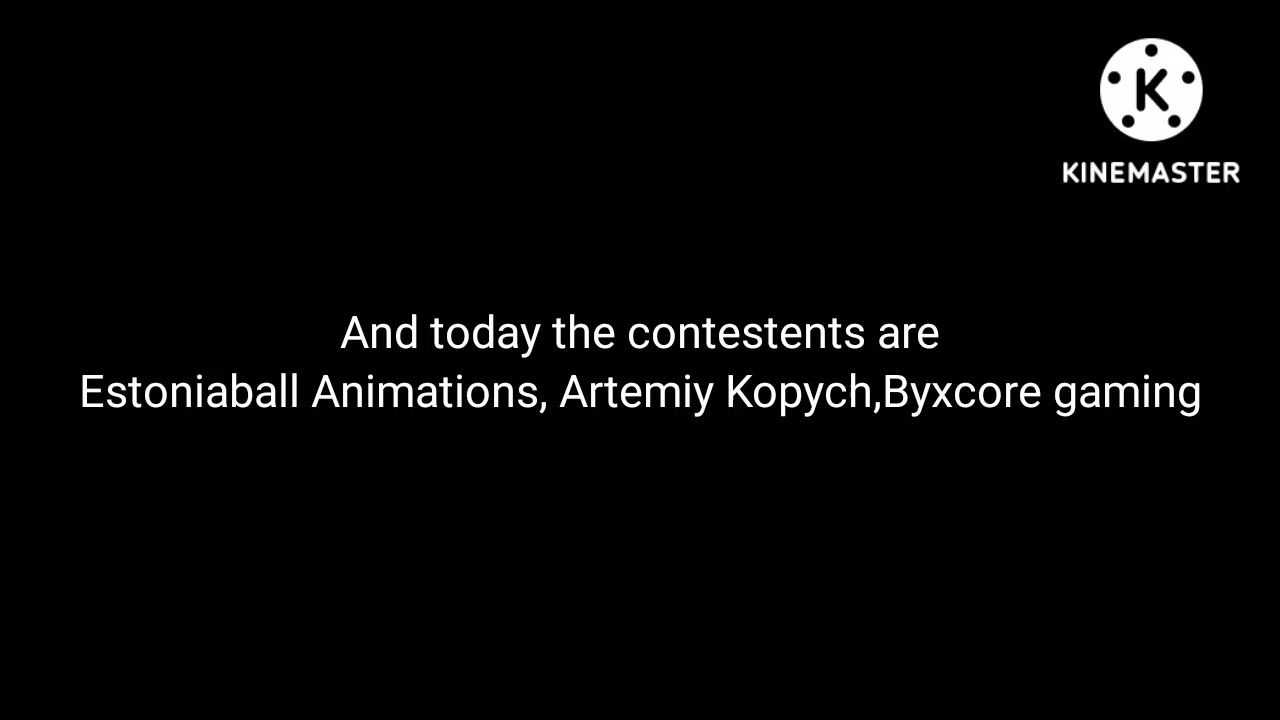 K
KINEMASTER
And today the contestents are
Estoniaball Animations, Artemiy Kopych,Byxcore gaming